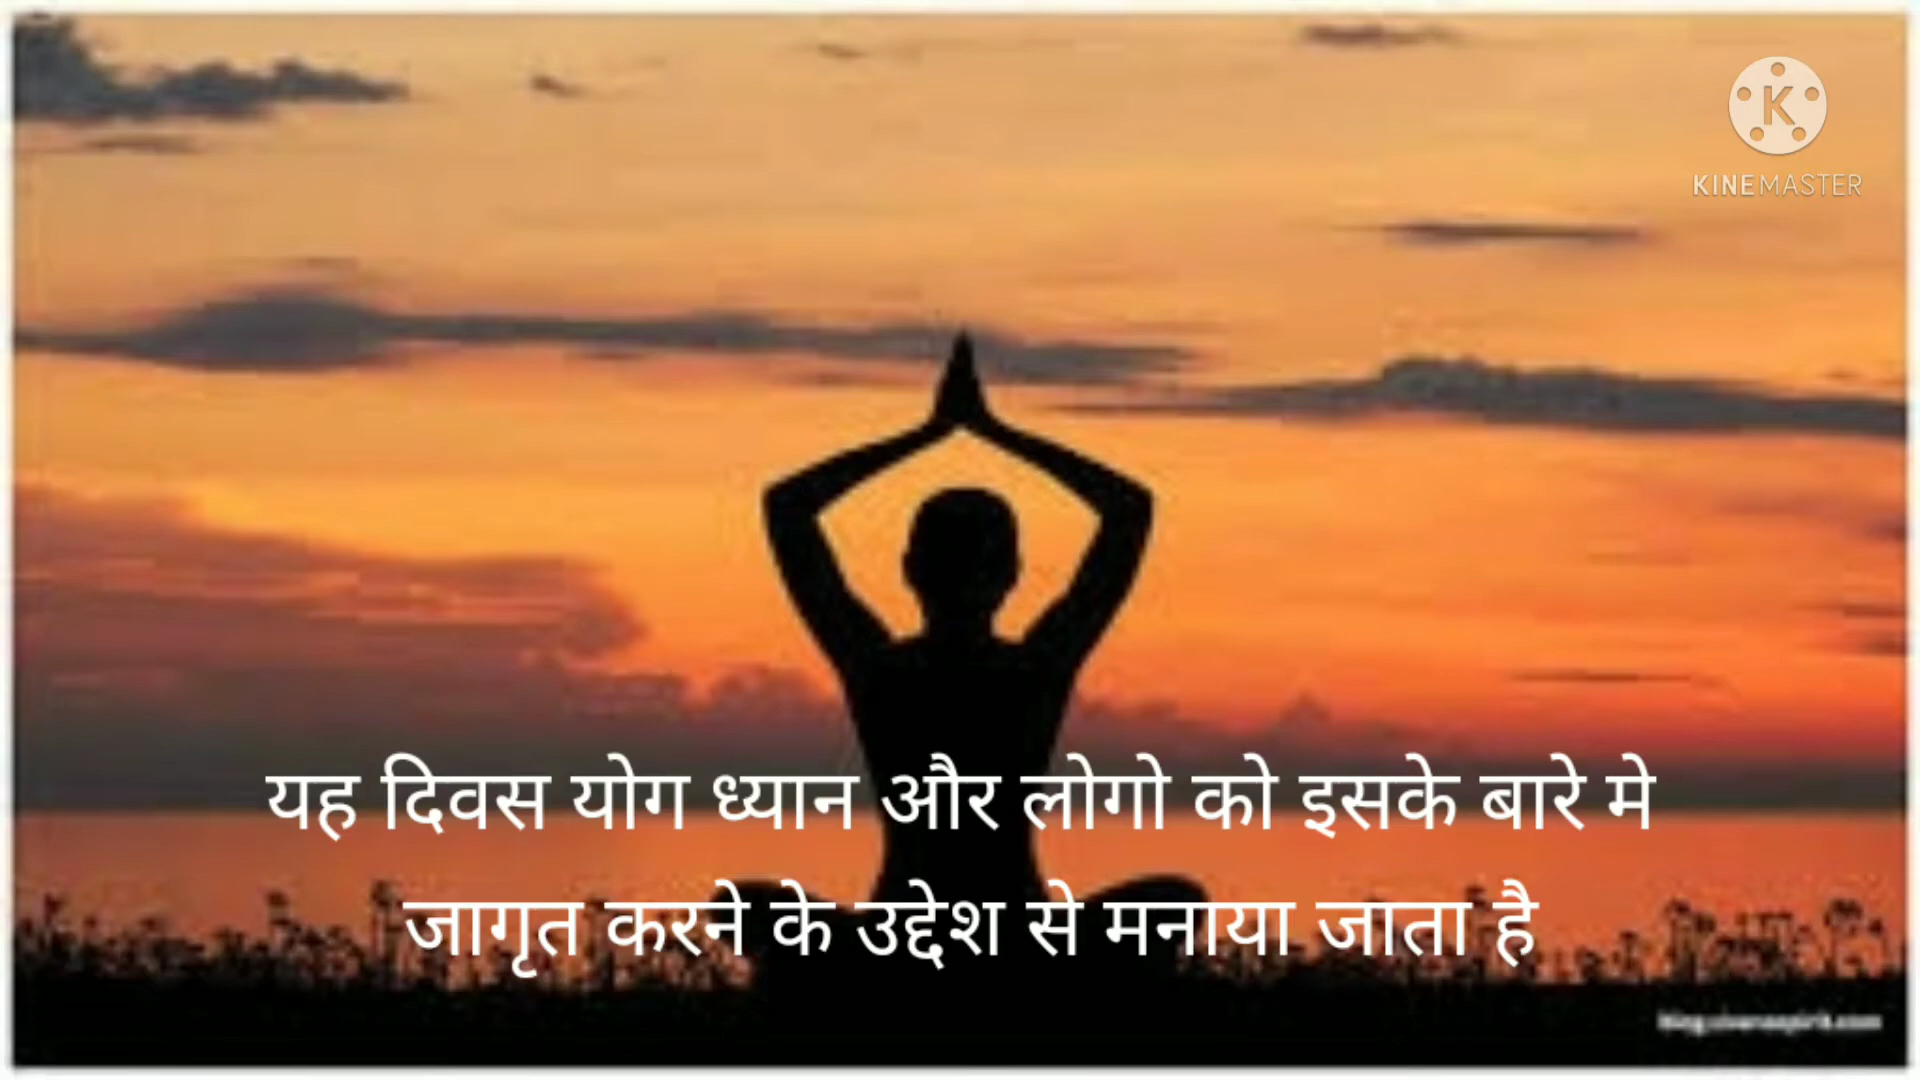 K
KINEMASTER
यह दिवस योग ध्यान और लोगो को इसके बारे मे
जागृत करने के उद्देश से मनाया जाता है